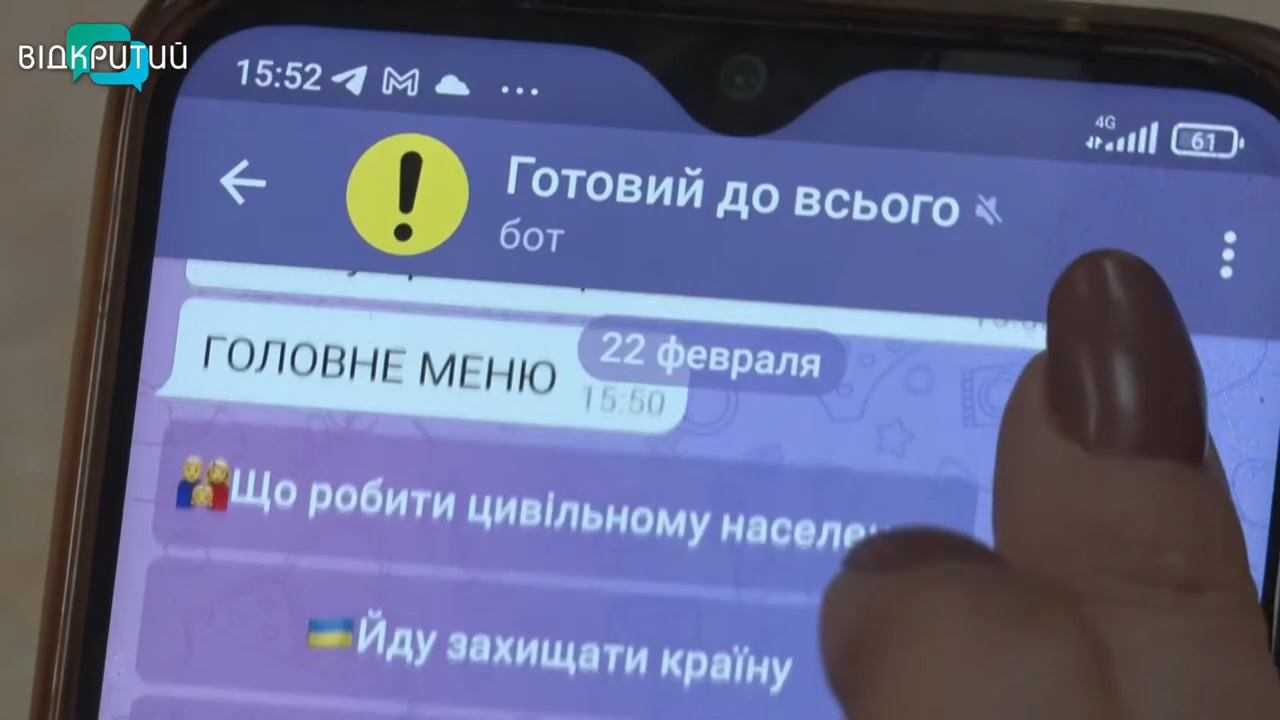 ВІДКРИТИЙ
15:52
4G
61
Готовий до всього
бот
22 февраля
ГОЛОВНЕ МЕНЮ
15:50
Що робити цивільному
Йду захищати країну